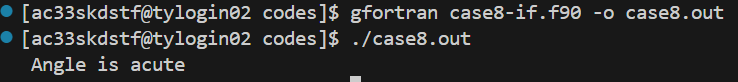 [ac33skdstf@tylogin02 codes]$ gfortran case8-if.f90 -o case8.out
[ac33skdstf@tylogin02 codes]$ ./case8.out
Angle is acute